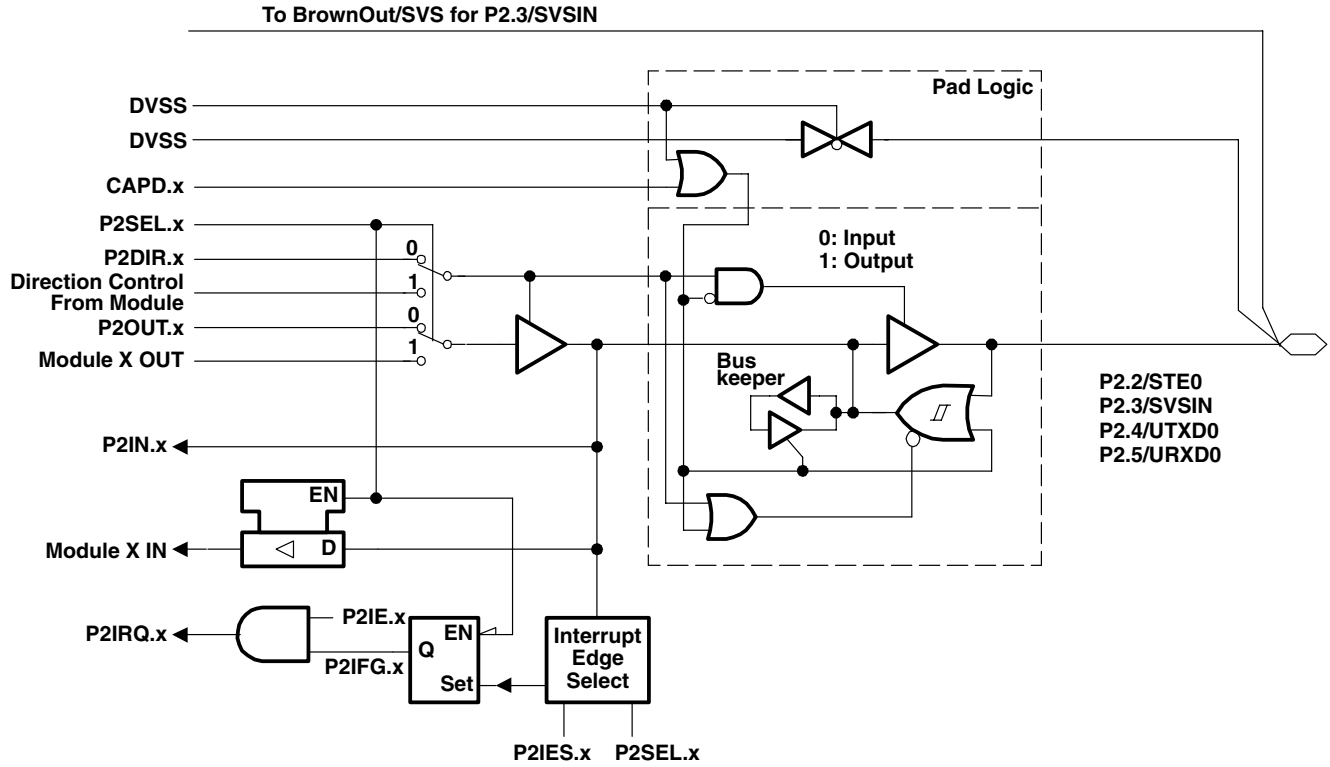 To BrownOut/SVS for P2.3/SVSIN
Pad Logic
DVSS
DVSS
CAPD.x
P2SEL.x
P2DIR.x
0
Direction Control
From Module
1
P2OUT.x
0
Module X OUT
1
0: Input
1: Output
Bus
keeper
P2.2/STE0
P2.3/SVSIN
P2.4/UTXD0
P2.5/URXD0
P2IN.x
EN
Module X IN
D
P2IRQ.x
P2IE.x
P2IFG.x
EN
Q
Set
Interrupt
Edge
Select
P2IES.x
P2SEL.x